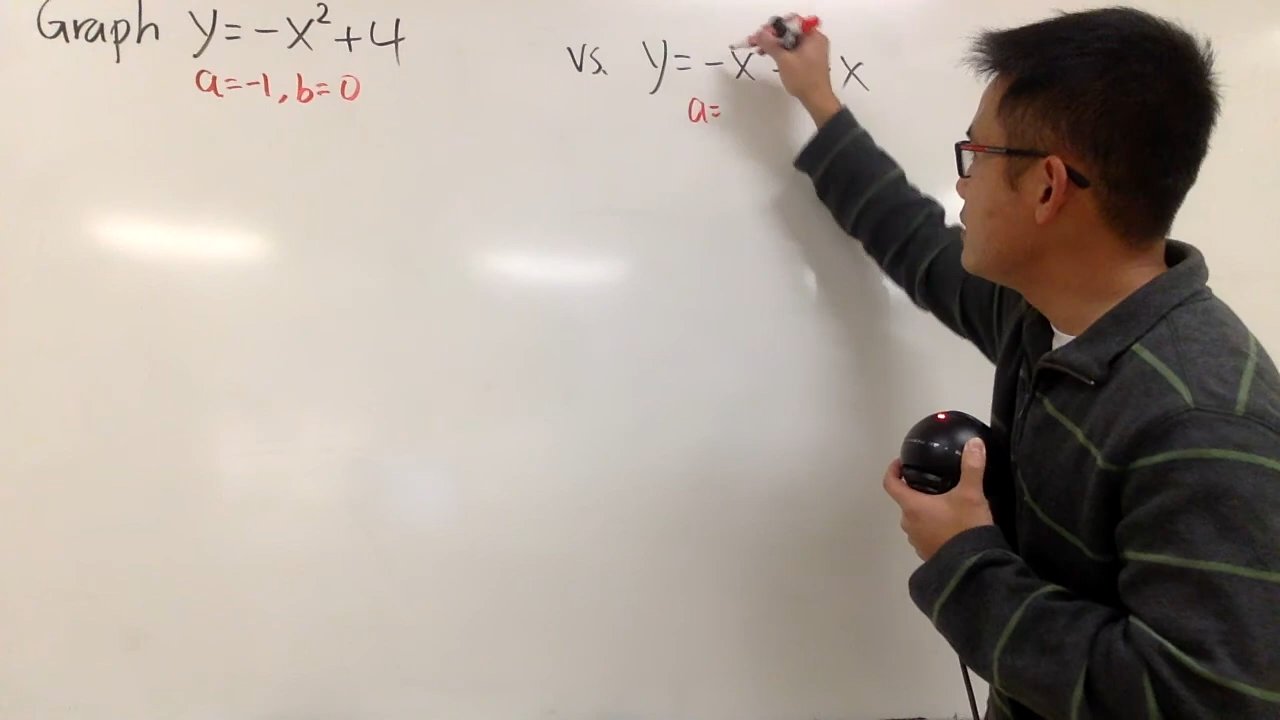 Graph y=-x²+4
a=-1, b=0
vs. y=-x x
a=